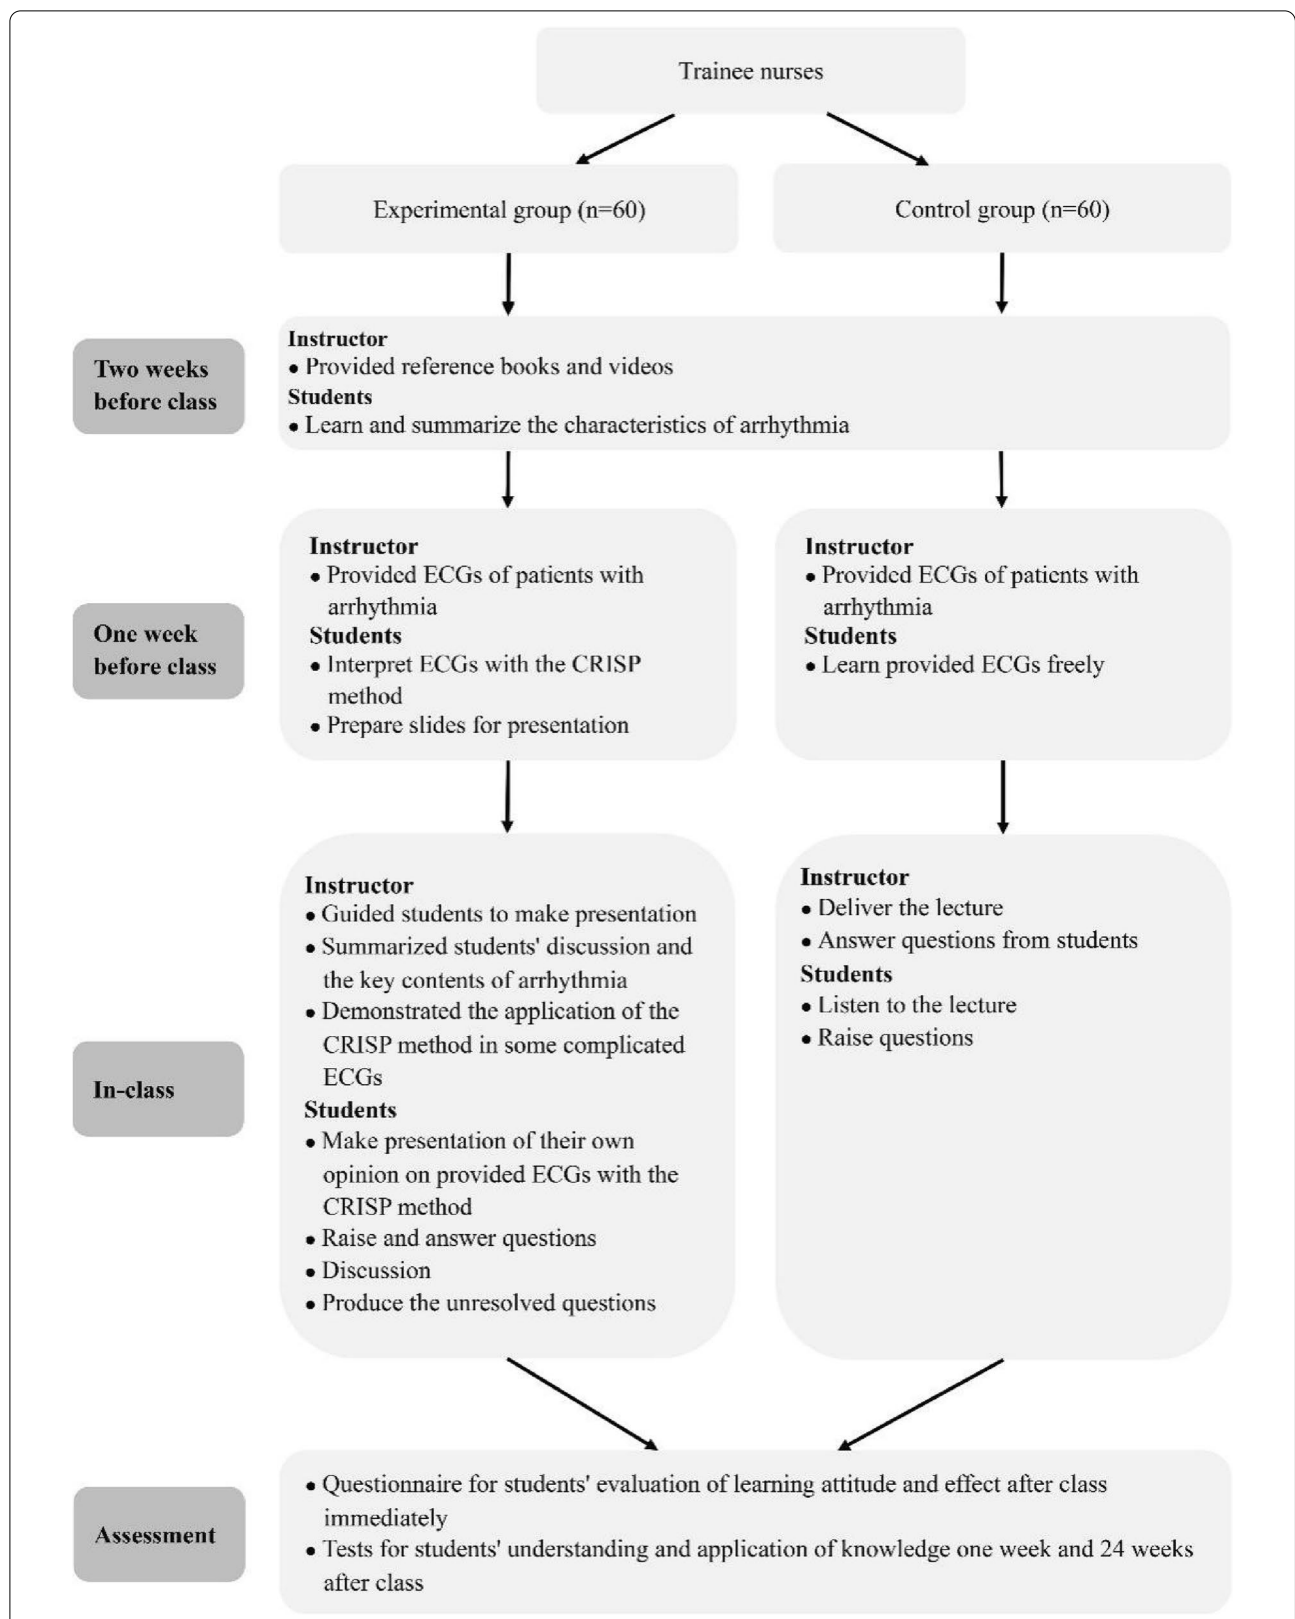 Trainee nurses
Experimental group (n=60)
Control group (n=60)
Two weeks
before class
Instructor
● Provided reference books and videos
Students
● Learn and summarize the characteristics of arrhythmia
One week
before class
Instructor
● Provided ECGs of patients with
arrhythmia
Students
● Interpret ECGs with the CRISP
method
● Prepare slides for presentation
Instructor
● Provided ECGs of patients with
arrhythmia
Students
● Learn provided ECGs freely
In-class
Instructor
● Guided students to make presentation
● Summarized students' discussion and
the key contents of arrhythmia
● Demonstrated the application of the
CRISP method in some complicated
ECGs
Students
● Make presentation of their own
opinion on provided ECGs with the
CRISP method
● Raise and answer questions
● Discussion
● Produce the unresolved questions
Instructor
● Deliver the lecture
● Answer questions from students
Students
● Listen to the lecture
● Raise questions
Assessment
● Questionnaire for students' evaluation of learning attitude and effect after class
immediately
● Tests for students' understanding and application of knowledge one week and 24 weeks
after class